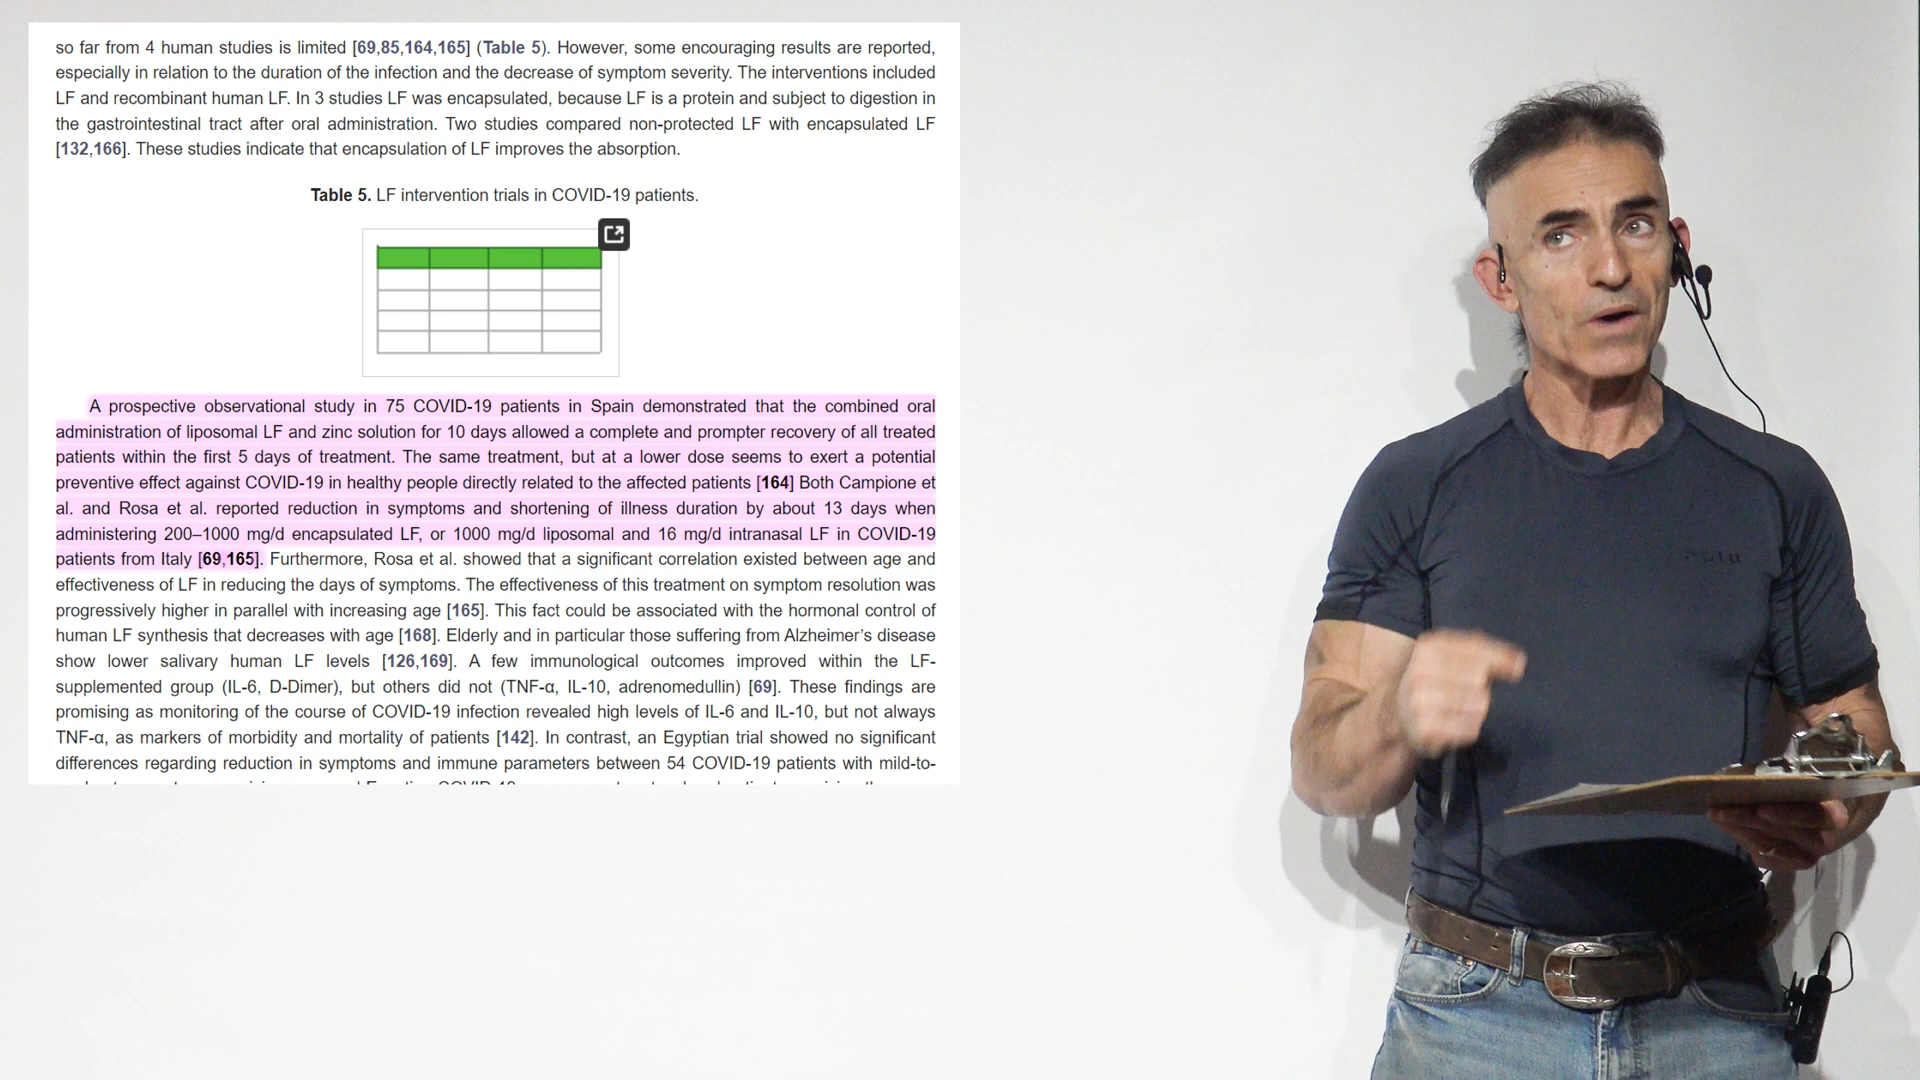 so far from 4 human studies is limited [69,85,164,165] (Table 5). However, some encouraging results are reported,
especially in relation to the duration of the infection and the decrease of symptom severity. The interventions included
LF and recombinant human LF. In 3 studies LF was encapsulated, because LF is a protein and subject to digestion in
the gastrointestinal tract after oral administration. Two studies compared non-protected LF with encapsulated LF
[132,166]. These studies indicate that encapsulation of LF improves the absorption.
Table 5. LF intervention trials in COVID-19 patients.
A prospective observational study in 75 COVID-19 patients in Spain demonstrated that the combined oral
administration of liposomal LF and zinc solution for 10 days allowed a complete and prompter recovery of all treated
patients within the first 5 days of treatment. The same treatment, but at a lower dose seems to exert a potential
preventive effect against COVID-19 in healthy people directly related to the affected patients [164] Both Campione et
al. and Rosa et al. reported reduction in symptoms and shortening of illness duration by about 13 days when
administering 200–1000 mg/d encapsulated LF, or 1000 mg/d liposomal and 16 mg/d intranasal LF in COVID-19
patients from Italy [69,165]. Furthermore, Rosa et al. showed that a significant correlation existed between age and
effectiveness of LF in reducing the days of symptoms. The effectiveness of this treatment on symptom resolution was
progressively higher in parallel with increasing age [165]. This fact could be associated with the hormonal control of
human LF synthesis that decreases with age [168]. Elderly and in particular those suffering from Alzheimer's disease
show lower salivary human LF levels [126,169]. A few immunological outcomes improved within the LF-
supplemented group (IL-6, D-Dimer), but others did not (TNF-α, IL-10, adrenomedullin) [69]. These findings are
promising as monitoring of the course of COVID-19 infection revealed high levels of IL-6 and IL-10, but not always
TNF-α, as markers of morbidity and mortality of patients [142]. In contrast, an Egyptian trial showed no significant
differences regarding reduction in symptoms and immune parameters between 54 COVID-19 patients with mild-to-